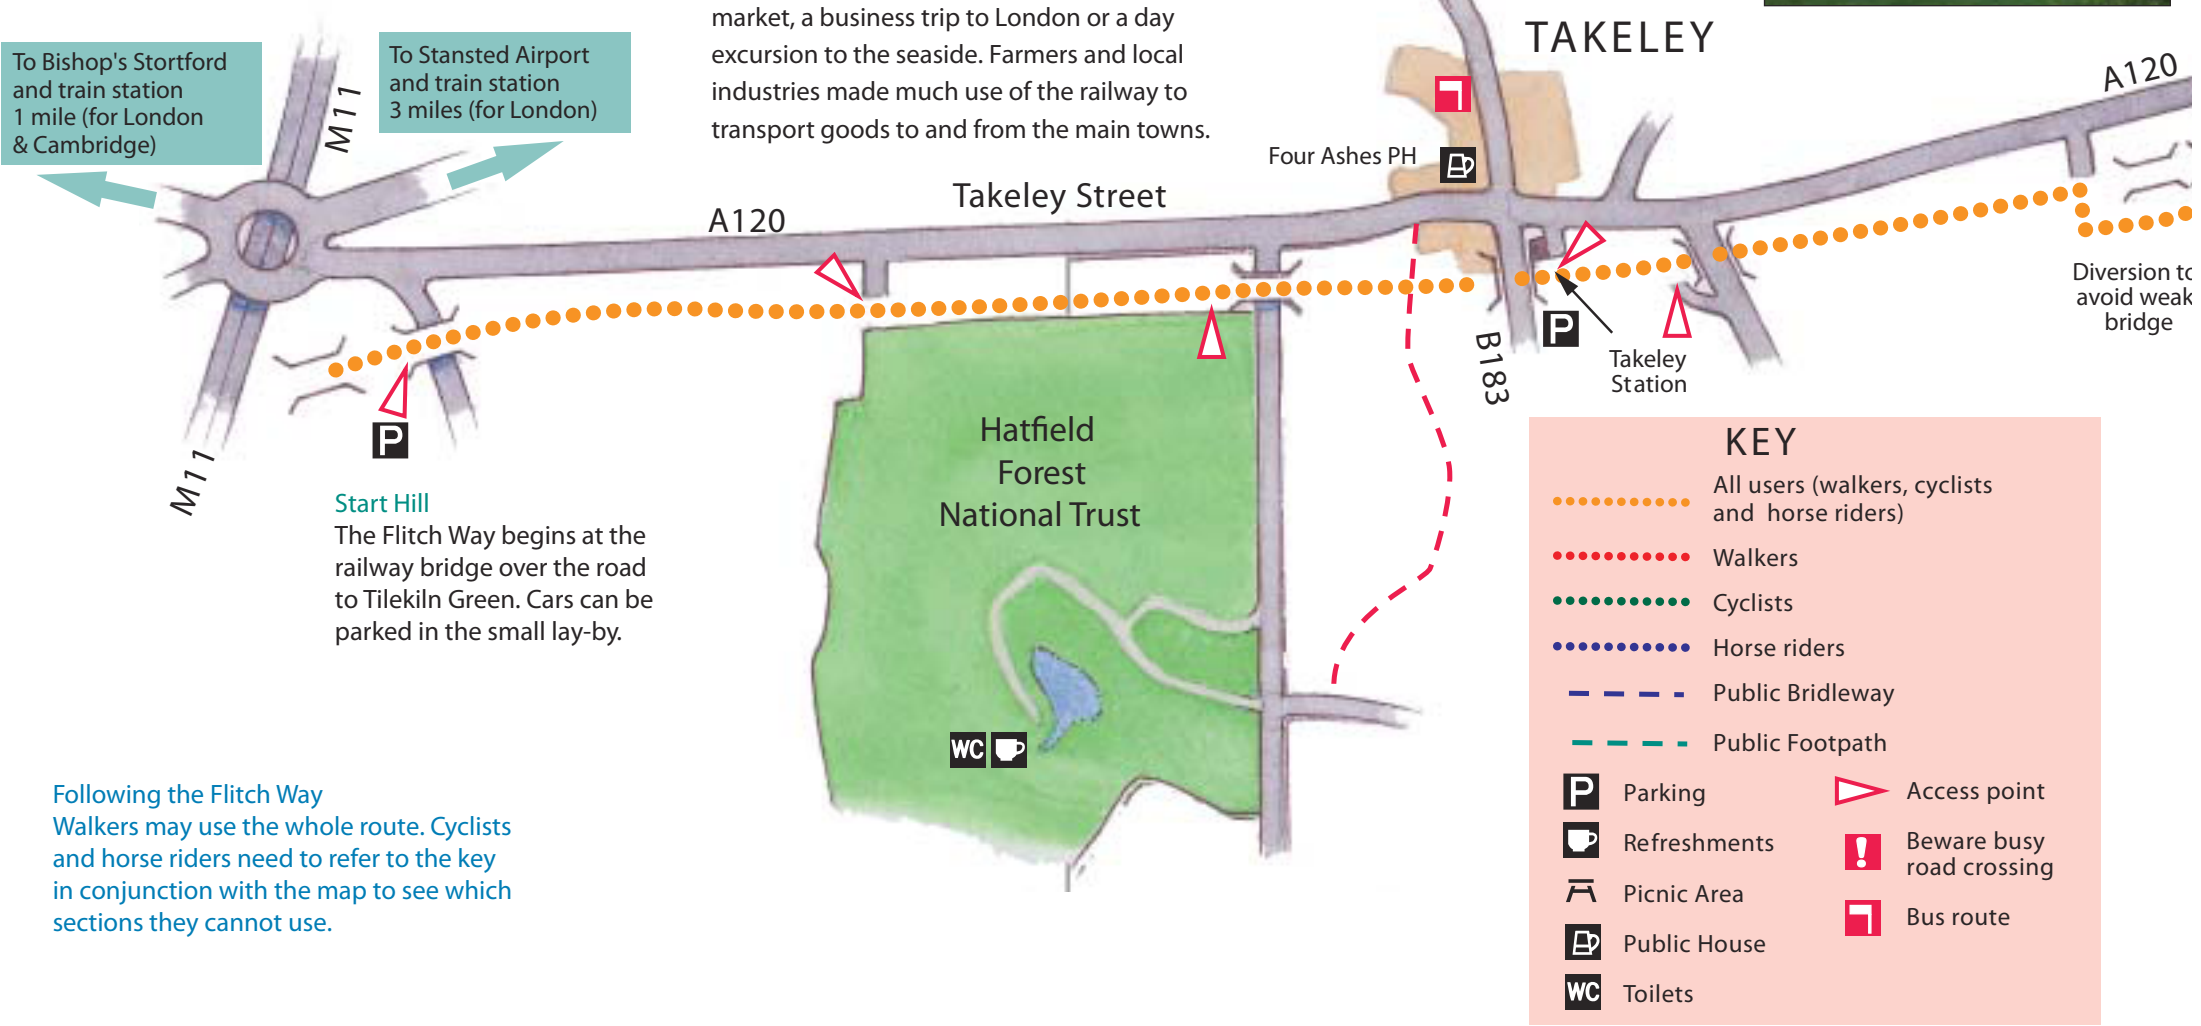 market, a business trip to London or a day
excursion to the seaside. Farmers and local
industries made much use of the railway to
transport goods to and from the main towns.
To Bishop's Stortford
and train station
1 mile (for London
& Cambridge)
M11
To Stansted Airport
and train station
3 miles (for London)
TAKELEY
A120
Four Ashes PH
Takeley Street
A120
Diversion to
avoid weak
bridge
B183
P
Takeley
Station
M11
P
Start Hill
The Flitch Way begins at the
railway bridge over the road
to Tilekiln Green. Cars can be
parked in the small lay-by.
Hatfield
Forest
National Trust
WC
Following the Flitch Way
Walkers may use the whole route. Cyclists
and horse riders need to refer to the key
in conjunction with the map to see which
sections they cannot use.
KEY
All users (walkers, cyclists
and horse riders)
Walkers
Cyclists
Horse riders
Public Bridleway
Public Footpath
P Parking
Refreshments
Picnic Area
Public House
WC Toilets
Access point
! Beware busy
road crossing
Bus route